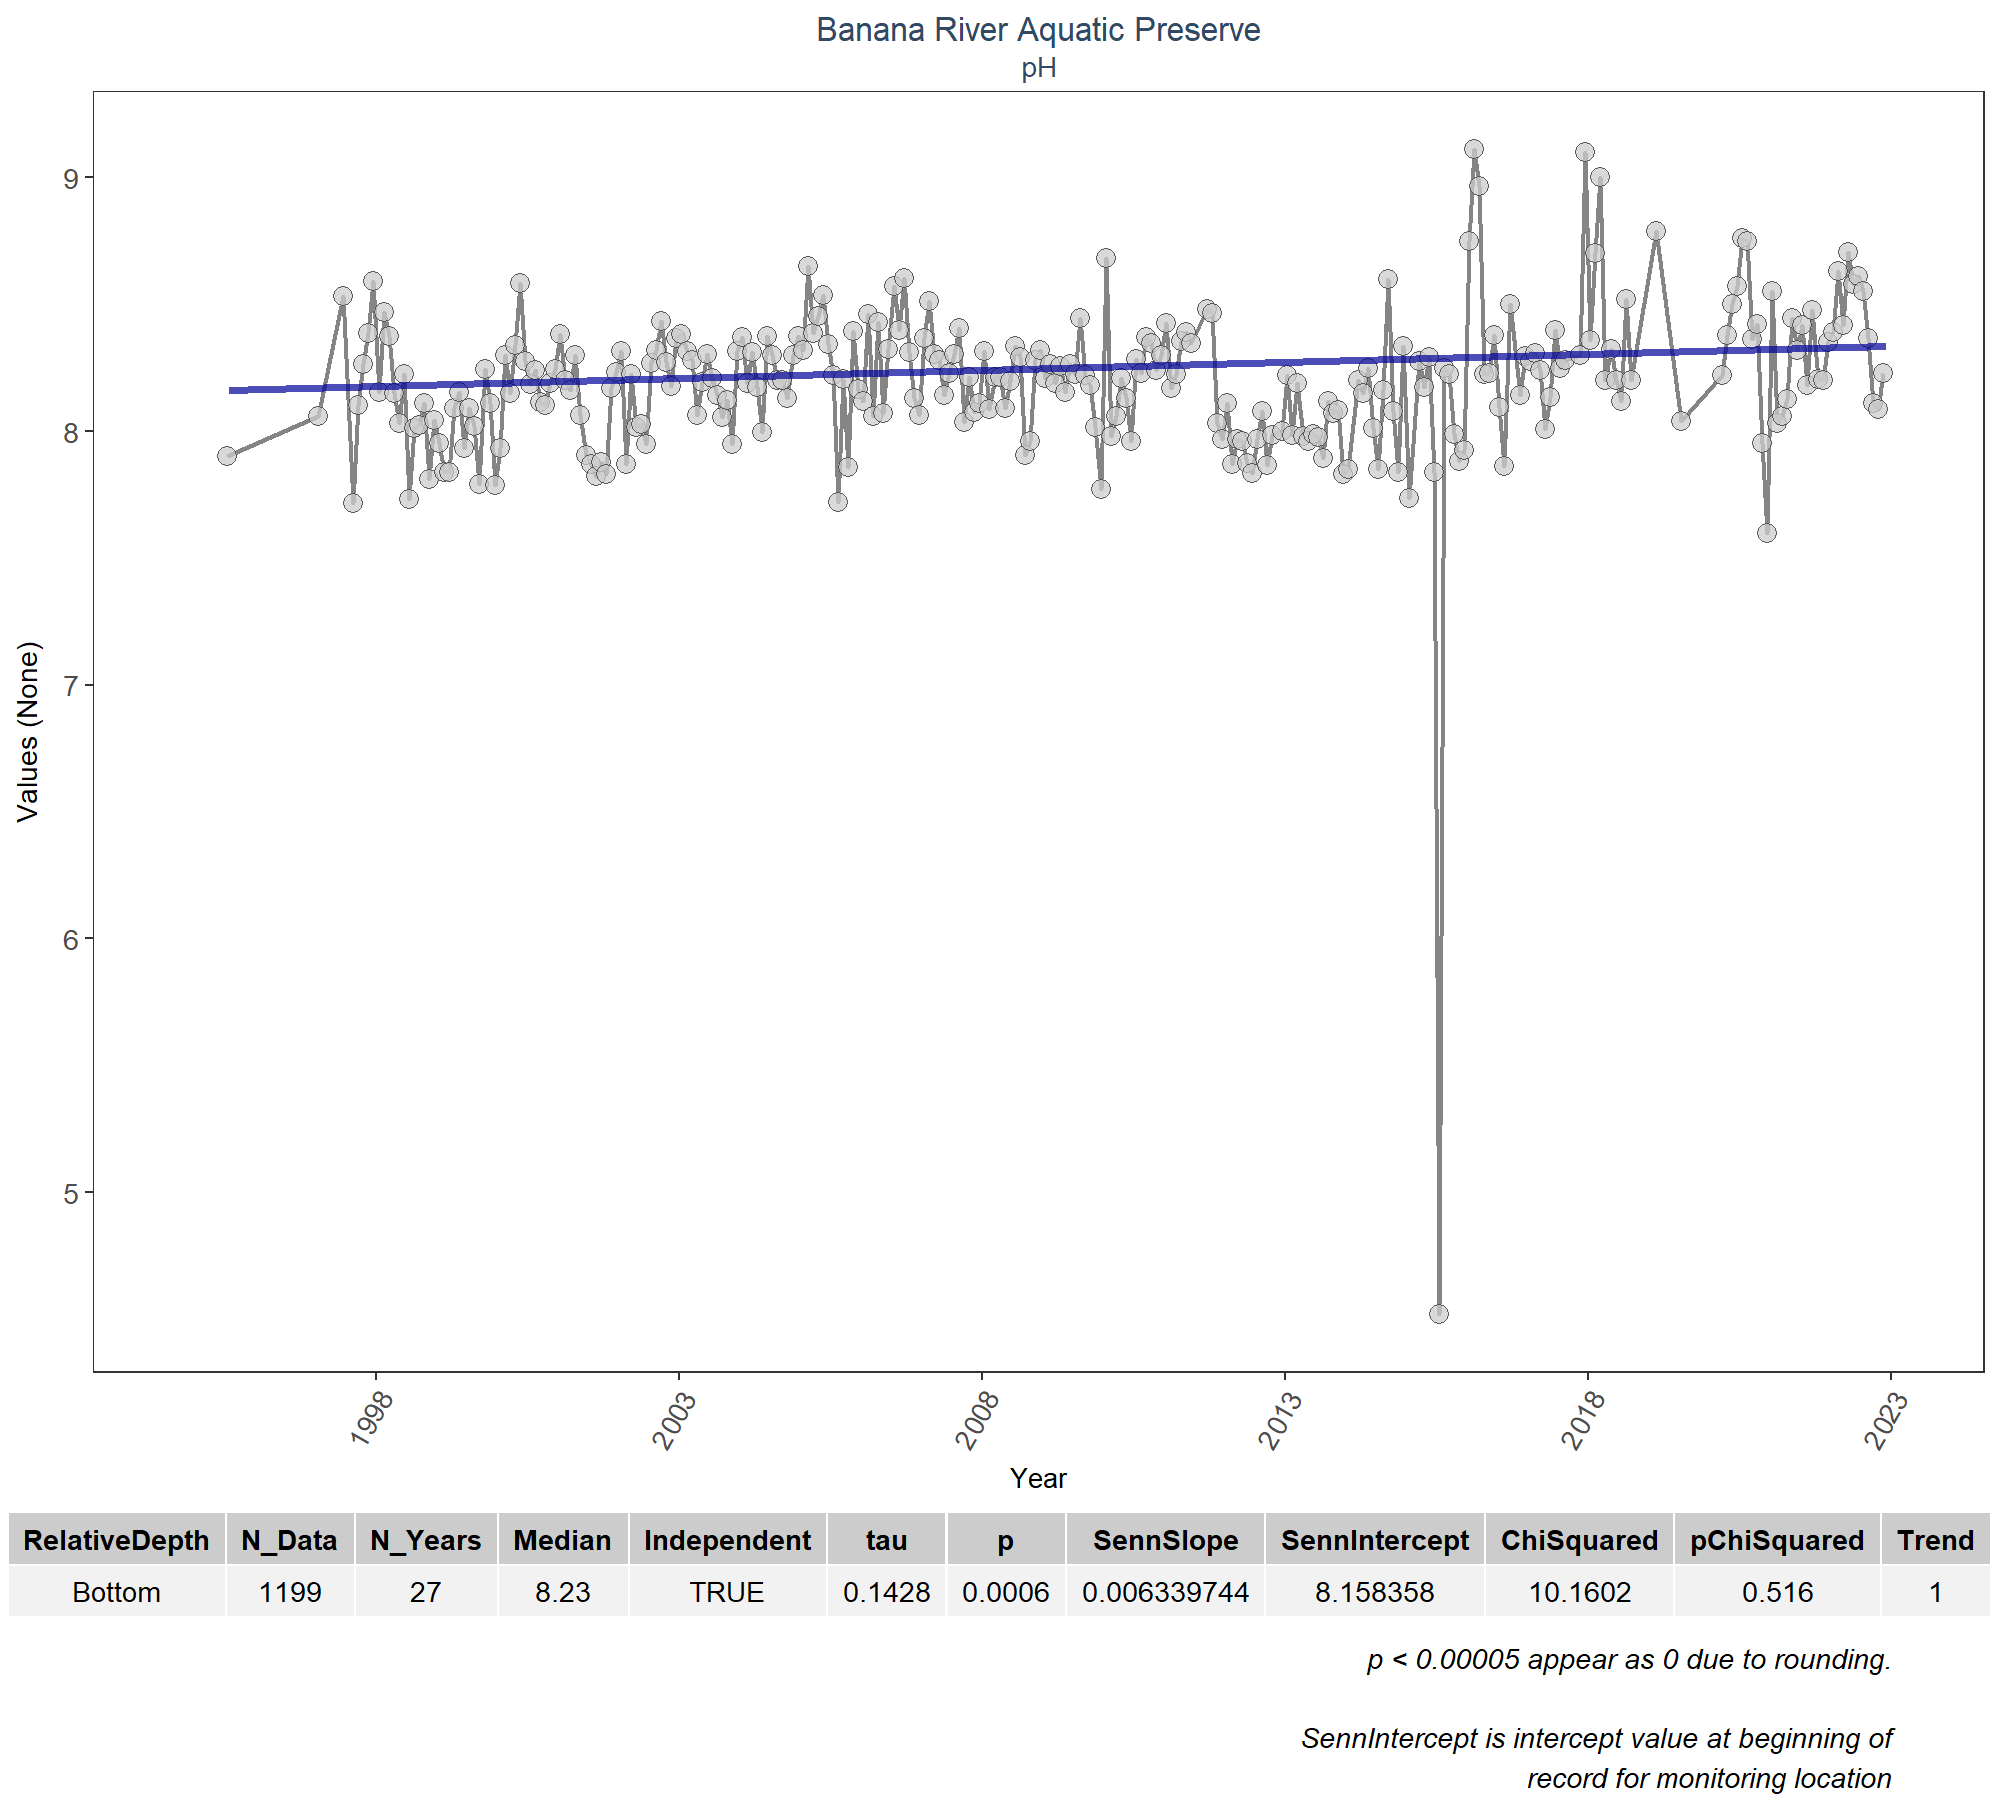 Banana River Aquatic Preserve
pH
9
8
7
6
5
Values (None)
1998 2003 2008 2013 2018 2023
Year
RelativeDepth N_Data N_Years Median Independent tau p SennSlope SennIntercept ChiSquared pChiSquared Trend
Bottom 1199 27 8.23 TRUE 0.1428 0.0006 0.006339744 8.158358 10.1602 0.516 1
p < 0.00005 appear as 0 due to rounding.
SennIntercept is intercept value at beginning of
record for monitoring location